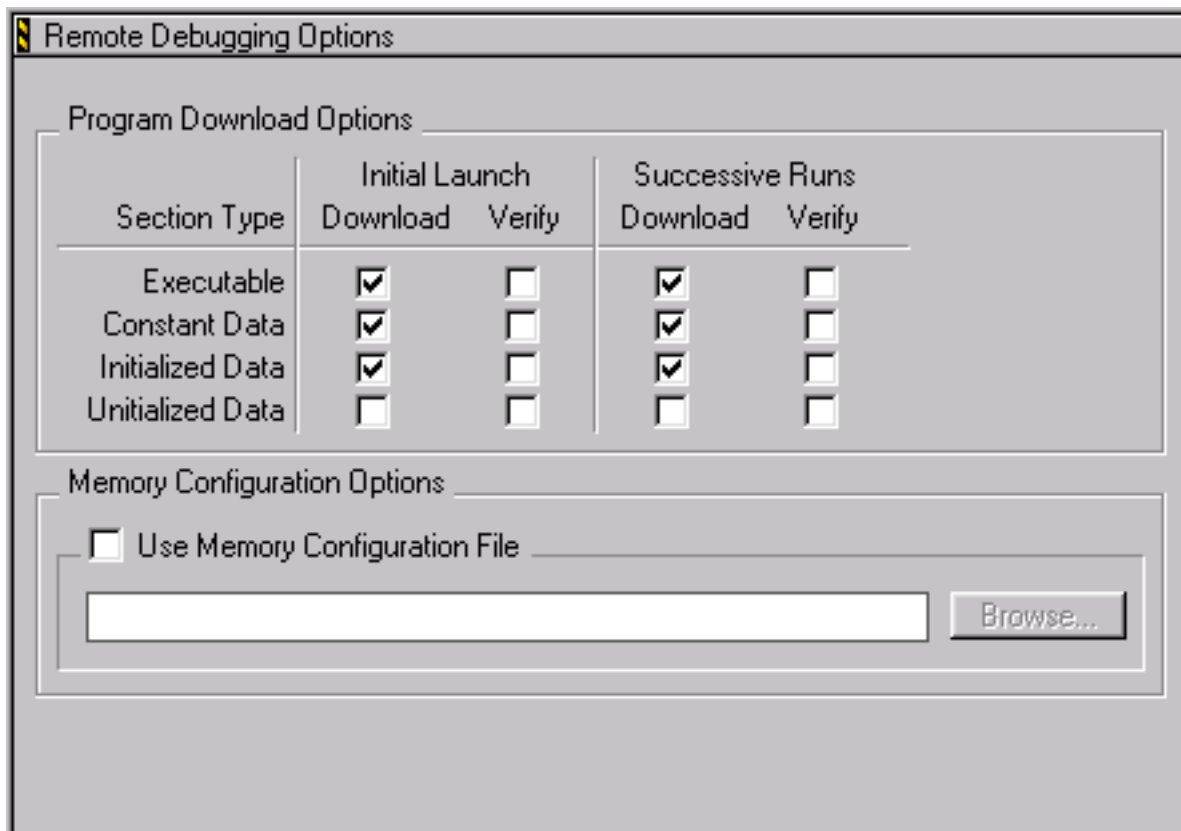 Remote Debugging Options
Program Download Options
Initial Launch Successive Runs
Section Type Download Verify Download Verify
Executable
Constant Data
Initialized Data
Unitialized Data
Memory Configuration Options
Use Memory Configuration File
Browse...